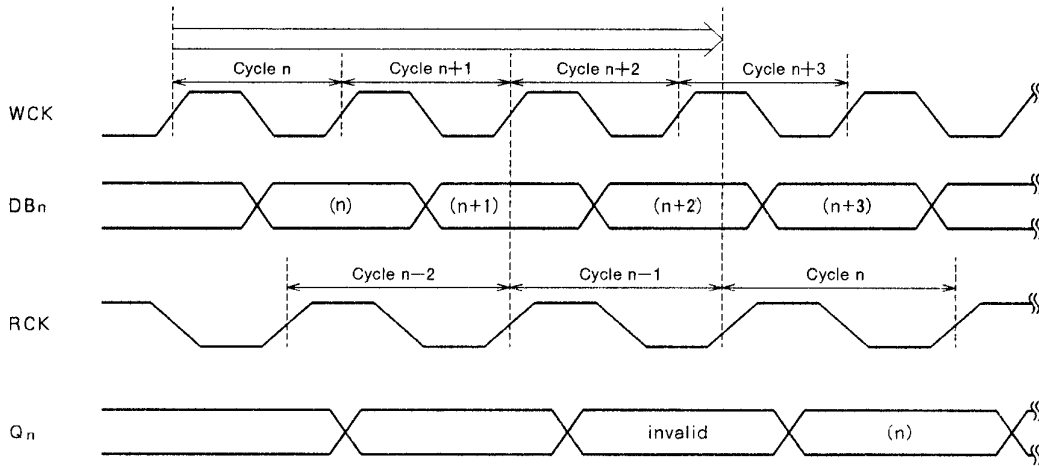 Cycle n Cycle n+1 Cycle n+2 Cycle n+3
WCK
DBn (n) (n+1) (n+2) (n+3)
Cycle n−2 Cycle n−1 Cycle n
RCK
Qn invalid (n)